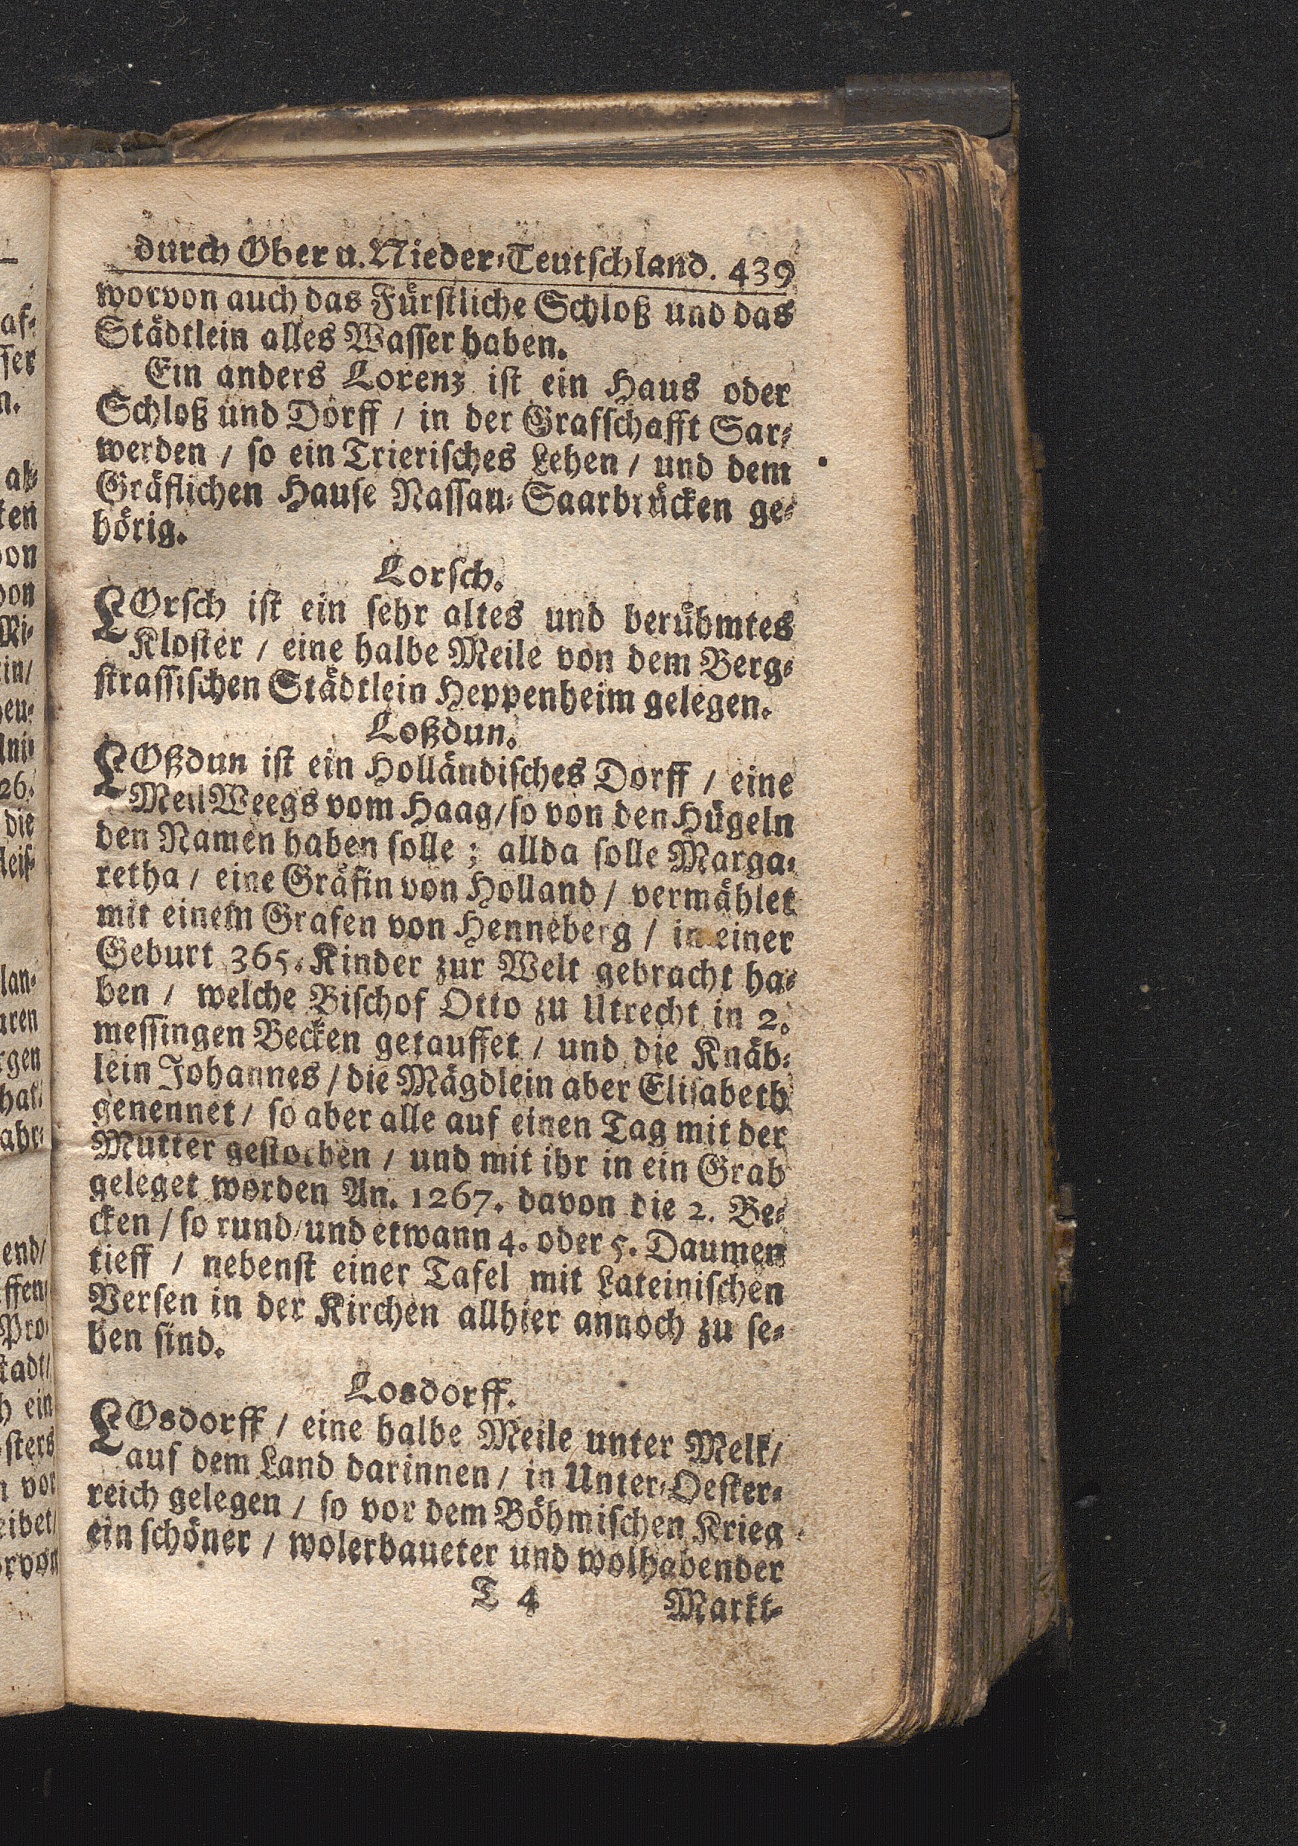 durch Ober u. Nieder-Teutschland. 439
worvon auch das Fürstliche Schloß und das
Städtlein alles Wasser haben.
Ein anders Lorenz ist ein Haus oder
Schloß und Dorff / in der Grafschafft Sar-
werden / so ein Trierisches Lehen / und dem
Gräflichen Hause Nassau-Saarbrücken ge-
hörig.
Lorsch.
LOrsch ist ein sehr altes und berühmtes
Kloster / eine halbe Meile von dem Berg-
strassischen Städtlein Heppenheim gelegen.
Loßdun.
LOßdun ist ein Holländisches Dorff / eine
Meil Weegs vom Haag / so von den Hügeln
den Namen haben solle ; allda solle Marga-
retha / eine Gräfin von Holland / vermählet
mit einem Grafen von Henneberg / in einer
Geburt 365. Kinder zur Welt gebracht ha-
ben / welche Bischof Otto zu Utrecht in 2.
messingen Becken getauffet / und die Knäb-
lein Johannes / die Mägdlein aber Elisabeth
genennet / so aber alle auf einen Tag mit der
Mutter gestorben / und mit ihr in ein Grab
geleget worden An. 1267. davon die 2. Be-
cken / so rund / und etwann 4. oder 5. Daumen
tieff / nebenst einer Tafel mit Lateinischen
Versen in der Kirchen allhier annoch zu se-
hen sind.
Losdorff.
LOsdorff / eine halbe Meile unter Melk /
auf dem Land darinnen / in Unter-Oester-
reich gelegen / so vor dem Böhmischen Krieg
ein schöner / wolerbaueter und wolhabender
T 4 Markt-